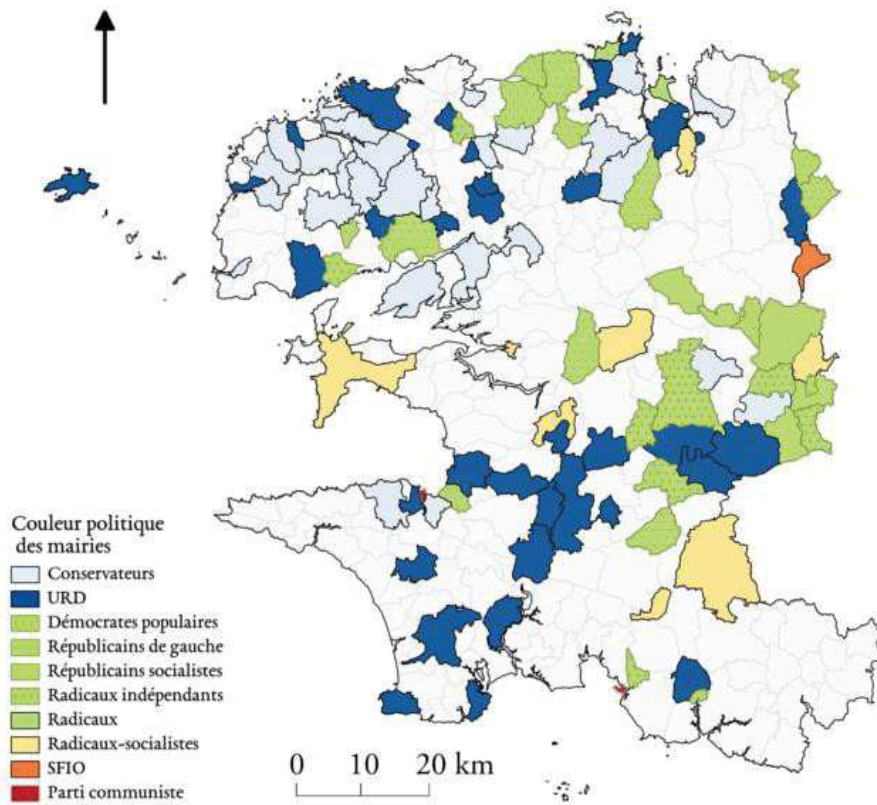 Couleur politique
des mairies
Conservateurs
URD
Démocrates populaires
Républicains de gauche
Républicains socialistes
Radicaux indépendants
Radicaux
Radicaux-socialistes
SFIO
Parti communiste
0 10 20 km